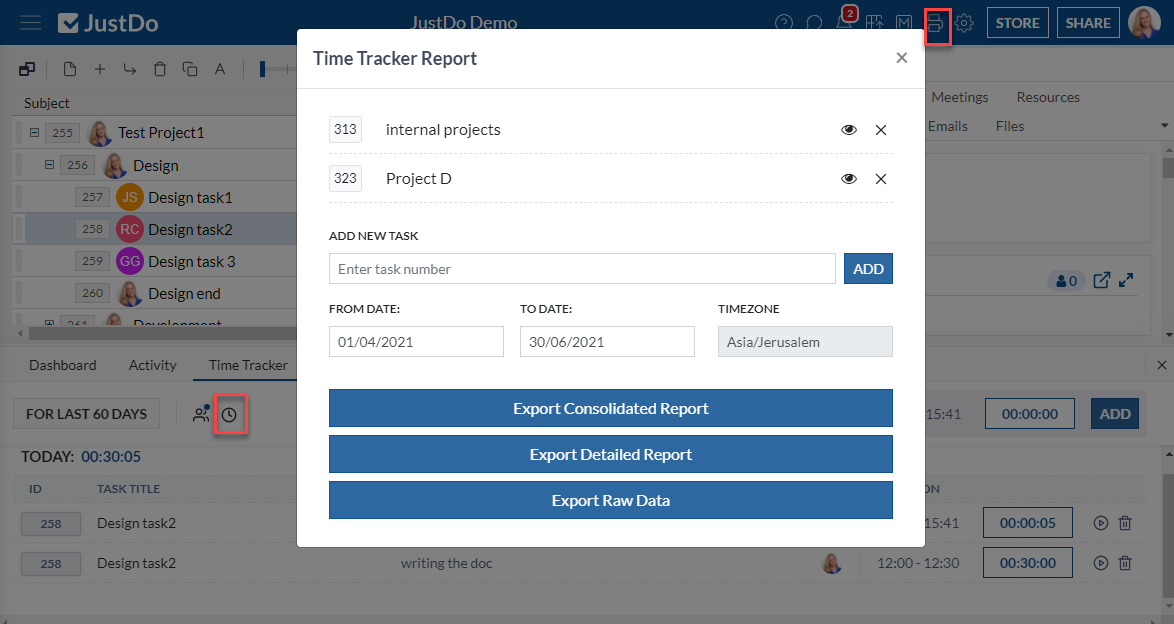 JustDo
JustDo Demo
2
M
STORE
SHARE
Time Tracker Report
A
Meetings
Resources
Subject
Emails
Files
255
Test Project1
313
internal projects
256
Design
323
Project D
257
JS
Design task1
258
RC
Design task2
ADD NEW TASK
259
GG
Design task 3
Enter task number
ADD
0
260
Design end
FROM DATE:
TO DATE:
TIMEZONE
261
Development
01/04/2021
30/06/2021
Asia/Jerusalem
Dashboard
Activity
Time Tracker
FOR LAST 60 DAYS
Export Consolidated Report
15:41
00:00:00
ADD
TODAY: 00:30:05
Export Detailed Report
ID
TASK TITLE
ON
Export Raw Data
258
Design task2
15:41
00:00:05
258
Design task2
writing the doc
12:00 - 12:30
00:30:00